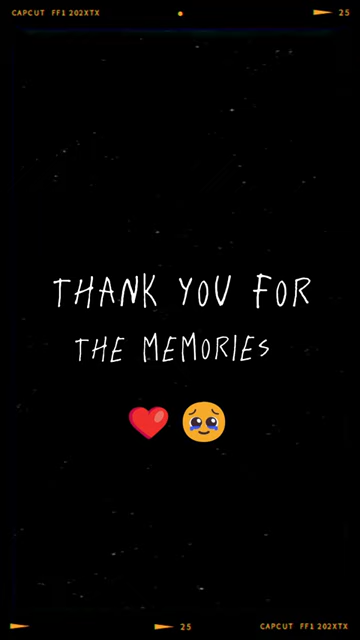 CAPCUT FF1 202XTX
25
THANK YOU FOR
THE MEMORIES
❤️ 🥹
25
CAPCUT FF1 202XTX